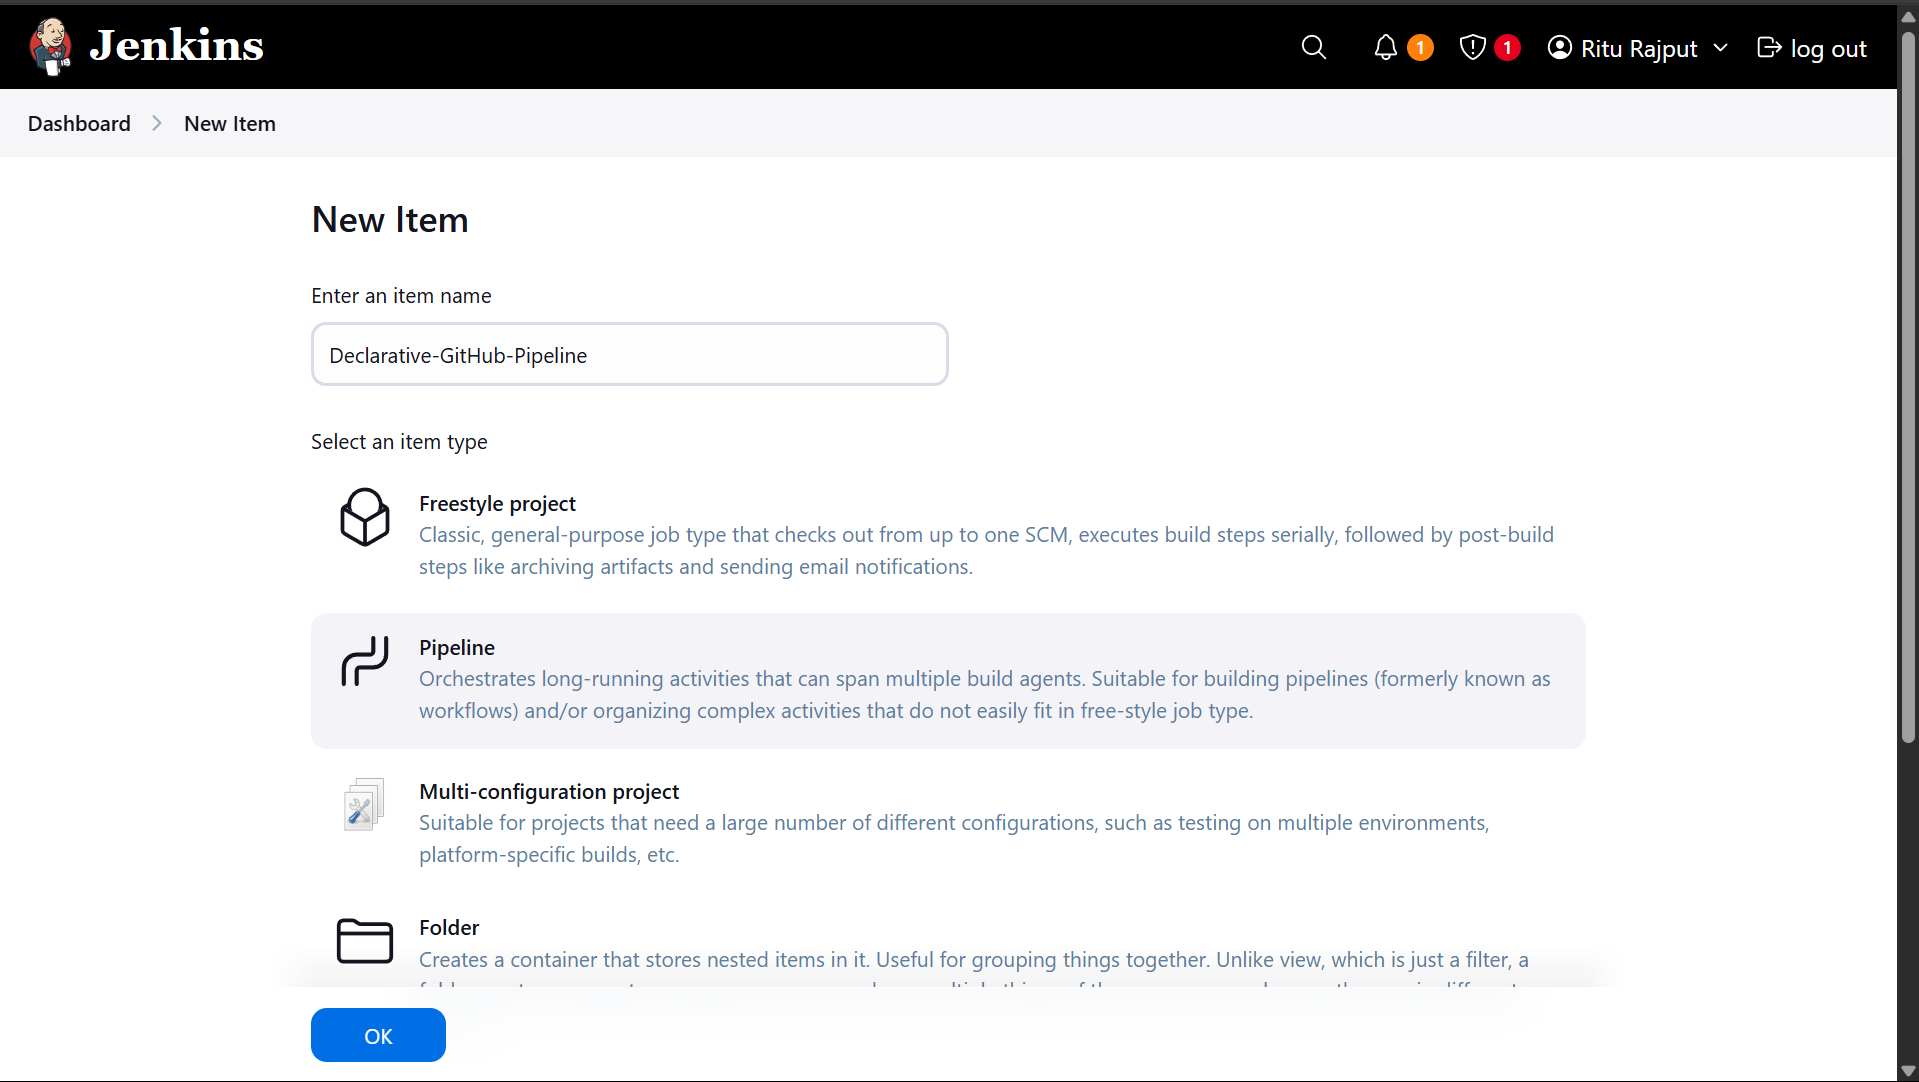 Jenkins
1
1
Ritu Rajput
log out
Dashboard
New Item
New Item
Enter an item name
Declarative-GitHub-Pipeline
Select an item type
Freestyle project
Classic, general-purpose job type that checks out from up to one SCM, executes build steps serially, followed by post-build
steps like archiving artifacts and sending email notifications.
Pipeline
Orchestrates long-running activities that can span multiple build agents. Suitable for building pipelines (formerly known as
workflows) and/or organizing complex activities that do not easily fit in free-style job type.
Multi-configuration project
Suitable for projects that need a large number of different configurations, such as testing on multiple environments,
platform-specific builds, etc.
Folder
Creates a container that stores nested items in it. Useful for grouping things together. Unlike view, which is just a filter, a
OK